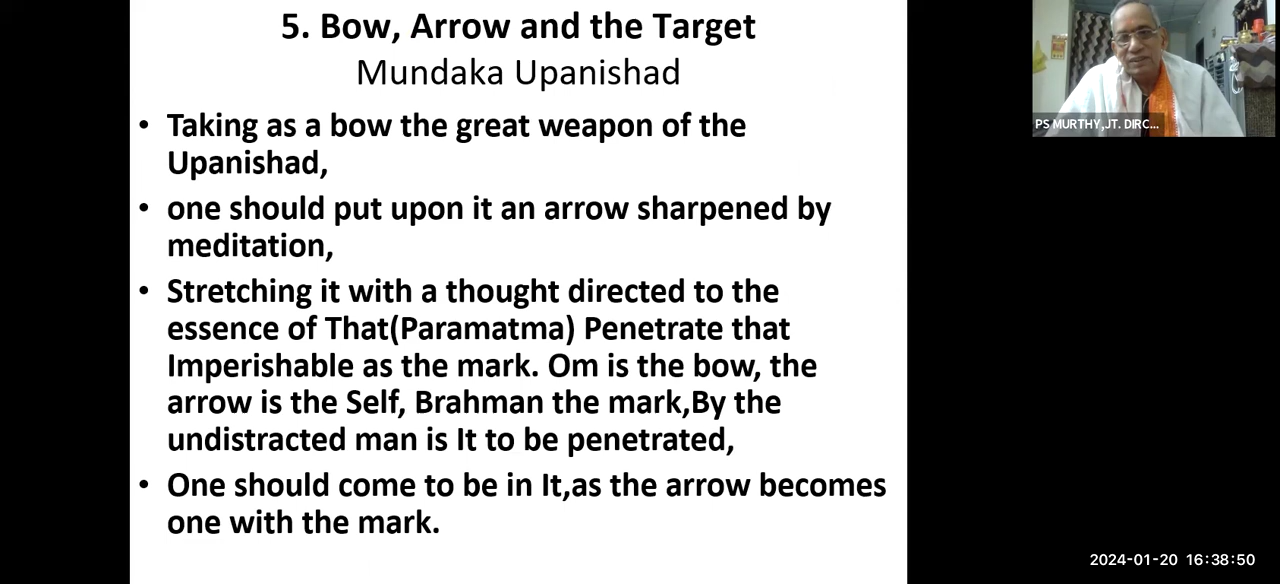 5. Bow, Arrow and the Target
Mundaka Upanishad
• Taking as a bow the great weapon of the
Upanishad,
• one should put upon it an arrow sharpened by
meditation,
• Stretching it with a thought directed to the
essence of That(Paramatma) Penetrate that
Imperishable as the mark. Om is the bow, the
arrow is the Self, Brahman the mark,By the
undistracted man is It to be penetrated,
• One should come to be in It,as the arrow becomes
one with the mark.
PS MURTHY,JT. DIRC...
2024-01-20 16:38:50